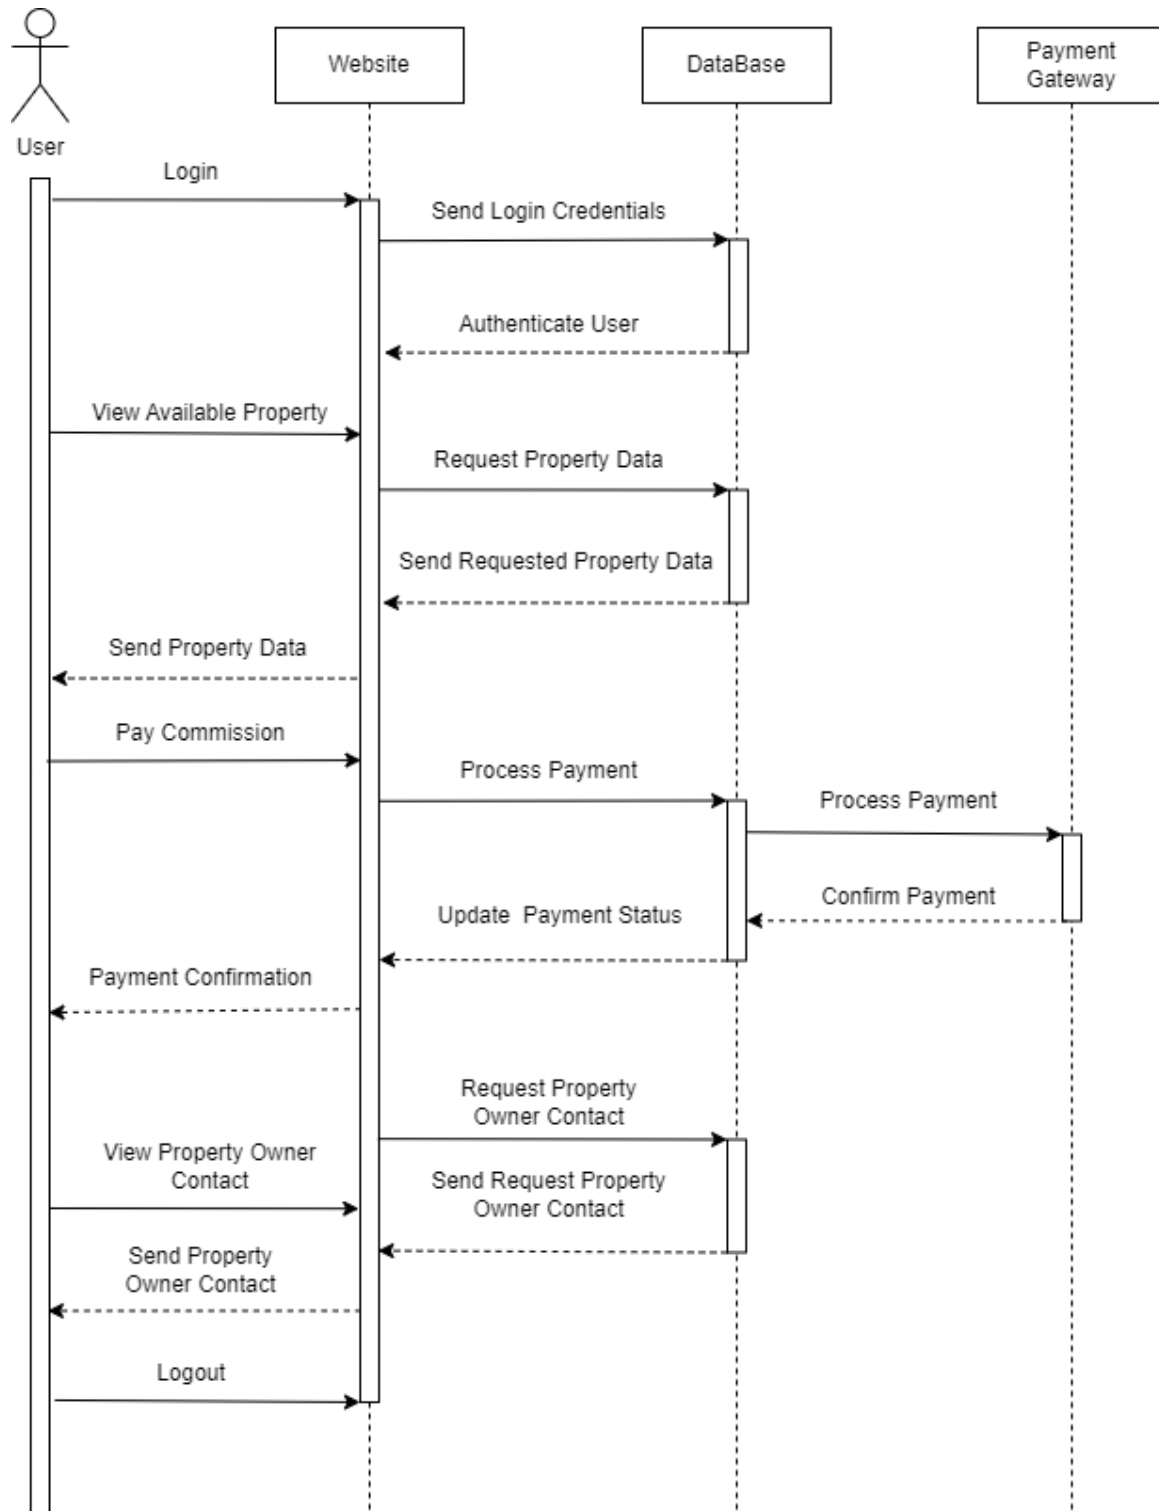 Website
DataBase
Payment
Gateway
User
Login
Send Login Credentials
Authenticate User
View Available Property
Request Property Data
Send Requested Property Data
Send Property Data
Pay Commission
Process Payment
Process Payment
Confirm Payment
Update  Payment Status
Payment Confirmation
Request Property
Owner Contact
View Property Owner
Contact
Send Request Property
Owner Contact
Send Property
Owner Contact
Logout